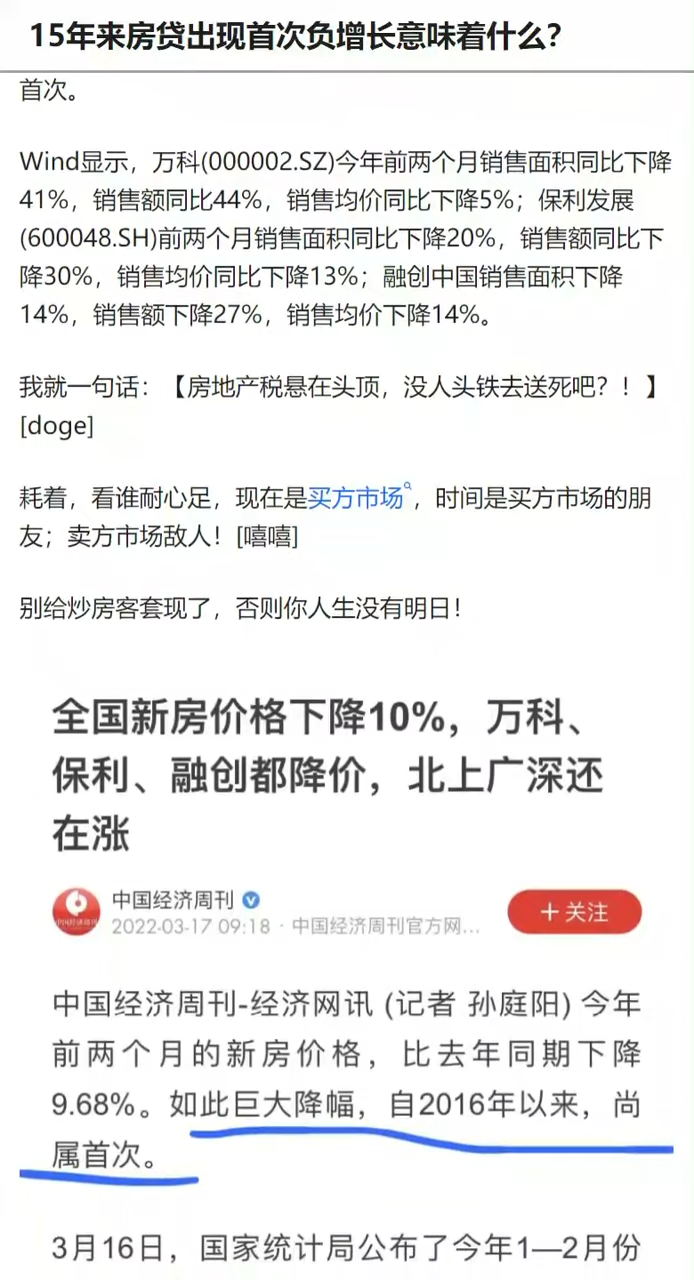 15年来房贷出现首次负增长意味着什么？
首次。
Wind显示，万科(000002.SZ)今年前两个月销售面积同比下降
41%，销售额同比44%，销售均价同比下降5%；保利发展
(600048.SH)前两个月销售面积同比下降20%，销售额同比下
降30%，销售均价同比下降13%；融创中国销售面积下降
14%，销售额下降27%，销售均价下降14%。
我就一句话：【房地产税悬在头顶，没人头铁去送死吧？！】
[doge]
耗着，看谁耐心足，现在是买方市场，时间是买方市场的朋
友；卖方市场敌人！[嘻嘻]
别给炒房客套现了，否则你人生没有明日！
全国新房价格下降10%，万科、
保利、融创都降价，北上广深还
在涨
中国经济周刊
2022-03-17 09:18 · 中国经济周刊官方网...
+关注
中国经济周刊-经济网讯 (记者 孙庭阳) 今年
前两个月的新房价格，比去年同期下降
9.68%。如此巨大降幅，自2016年以来，尚
属首次。
3月16日，国家统计局公布了今年1—2月份